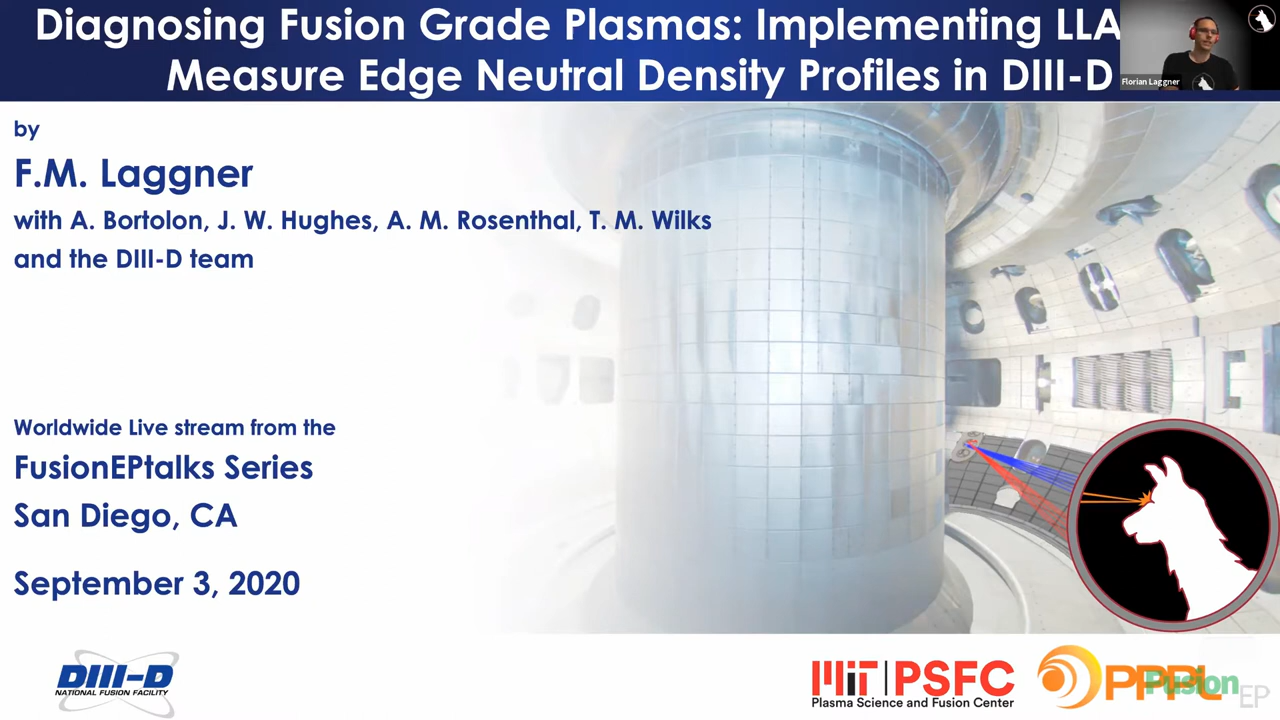 Diagnosing Fusion Grade Plasmas: Implementing LLA
Measure Edge Neutral Density Profiles in DIII-D
Florian Laggner
by
F.M. Laggner
with A. Bortolon, J. W. Hughes, A. M. Rosenthal, T. M. Wilks
and the DIII-D team
Worldwide Live stream from the
FusionEPtalks Series
San Diego, CA
September 3, 2020
DIII-D
NATIONAL FUSION FACILITY
MIT PSFC
Plasma Science and Fusion Center
PPPL
Fusion
EP